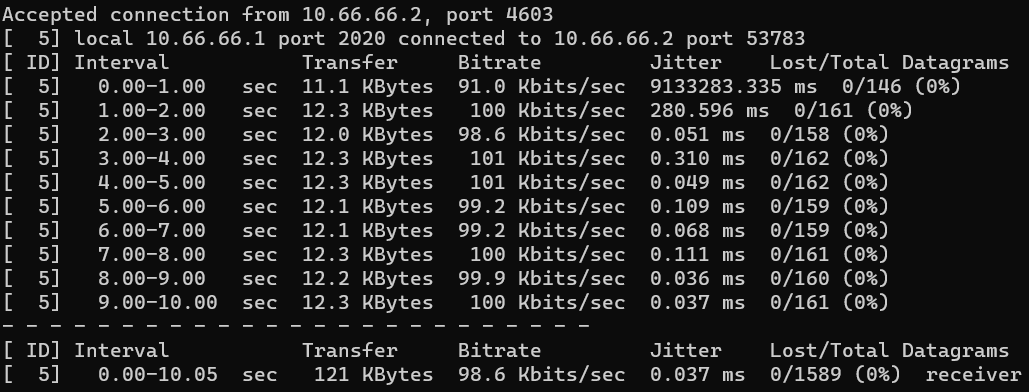 Accepted connection from 10.66.66.2, port 4603
[  5] local 10.66.66.1 port 2020 connected to 10.66.66.2 port 53783
[ ID] Interval           Transfer     Bitrate         Jitter    Lost/Total Datagrams
[  5]   0.00-1.00   sec  11.1 KBytes  91.0 Kbits/sec  9133283.335 ms  0/146 (0%)
[  5]   1.00-2.00   sec  12.3 KBytes   100 Kbits/sec  280.596 ms  0/161 (0%)
[  5]   2.00-3.00   sec  12.0 KBytes  98.6 Kbits/sec  0.051 ms  0/158 (0%)
[  5]   3.00-4.00   sec  12.3 KBytes   101 Kbits/sec  0.310 ms  0/162 (0%)
[  5]   4.00-5.00   sec  12.3 KBytes   101 Kbits/sec  0.049 ms  0/162 (0%)
[  5]   5.00-6.00   sec  12.1 KBytes  99.2 Kbits/sec  0.109 ms  0/159 (0%)
[  5]   6.00-7.00   sec  12.1 KBytes  99.2 Kbits/sec  0.068 ms  0/159 (0%)
[  5]   7.00-8.00   sec  12.3 KBytes   100 Kbits/sec  0.111 ms  0/161 (0%)
[  5]   8.00-9.00   sec  12.2 KBytes  99.9 Kbits/sec  0.036 ms  0/160 (0%)
[  5]   9.00-10.00  sec  12.3 KBytes   100 Kbits/sec  0.037 ms  0/161 (0%)
- - - - - - - - - - - - - - - - - - - - - - - - -
[ ID] Interval           Transfer     Bitrate         Jitter    Lost/Total Datagrams
[  5]   0.00-10.05  sec   121 KBytes  98.6 Kbits/sec  0.037 ms  0/1589 (0%)  receiver